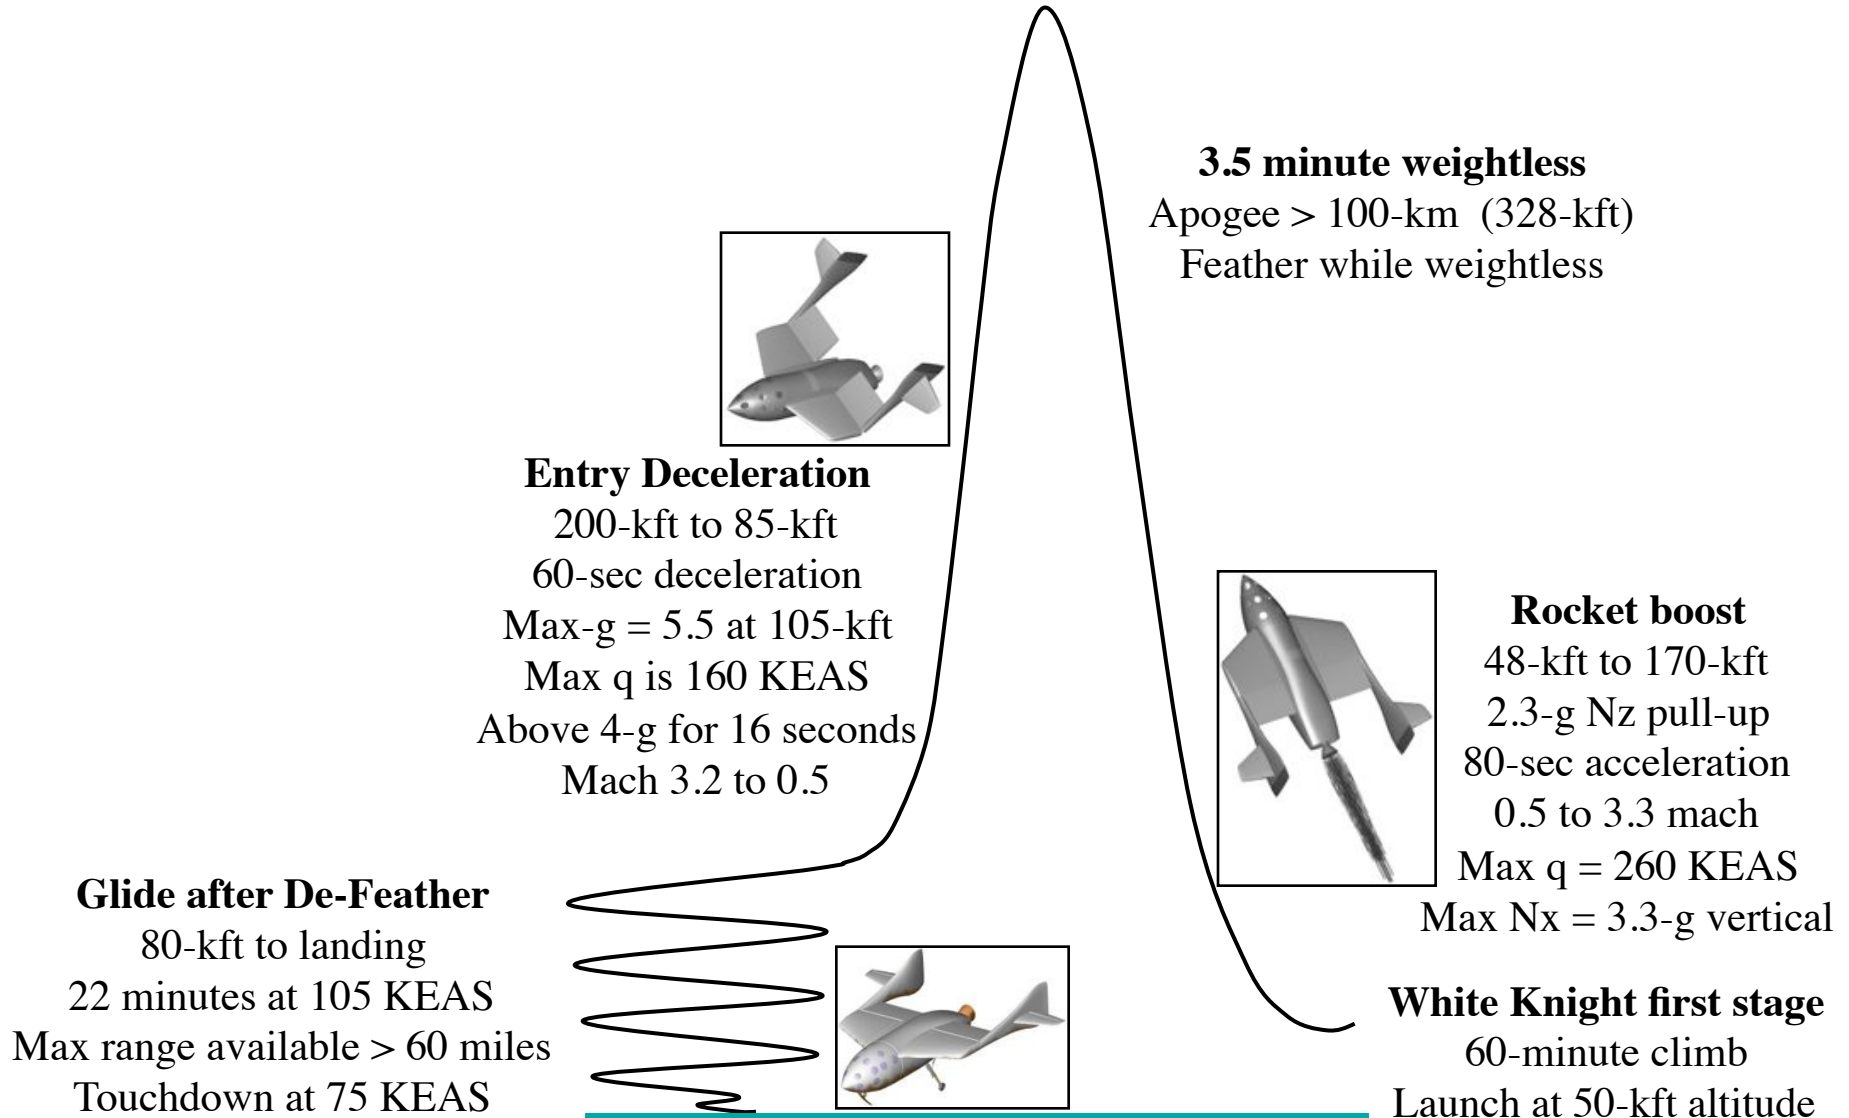 3.5 minute weightless
Apogee > 100-km (328-kft)
Feather while weightless
Entry Deceleration
200-kft to 85-kft
60-sec deceleration
Max-g = 5.5 at 105-kft
Max q is 160 KEAS
Above 4-g for 16 seconds
Mach 3.2 to 0.5
Rocket boost
48-kft to 170-kft
2.3-g Nz pull-up
80-sec acceleration
0.5 to 3.3 mach
Max q = 260 KEAS
Max Nx = 3.3-g vertical
Glide after De-Feather
80-kft to landing
22 minutes at 105 KEAS
Max range available > 60 miles
Touchdown at 75 KEAS
White Knight first stage
60-minute climb
Launch at 50-kft altitude